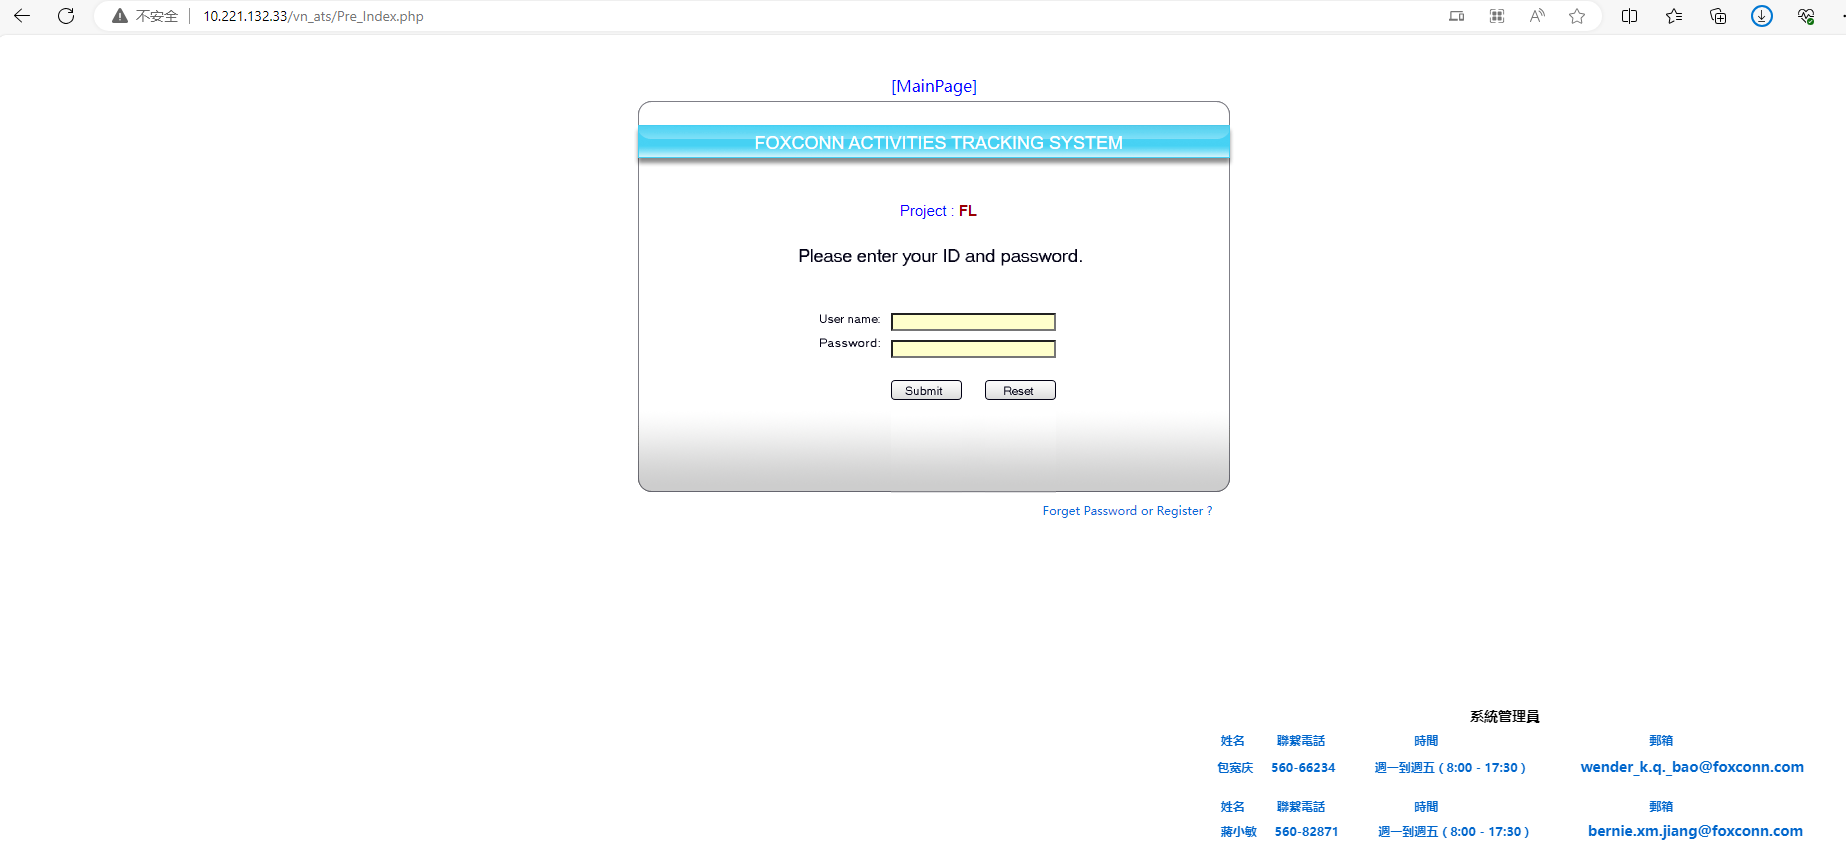 不安全 10.221.132.33/vn_ats/Pre_Index.php
[MainPage]
FOXCONN ACTIVITIES TRACKING SYSTEM
Project : FL
Please enter your ID and password.
User name:
Password:
Submit Reset
Forget Password or Register ?
系統管理員
姓名 聯繫電話 時間 郵箱
包寬庆 560-66234 週一到週五 ( 8:00 - 17:30 ) wender_k.q._bao@foxconn.com
姓名 聯繫電話 時間 郵箱
蔣小敏 560-82871 週一到週五 ( 8:00 - 17:30 ) bernie.xm.jiang@foxconn.com